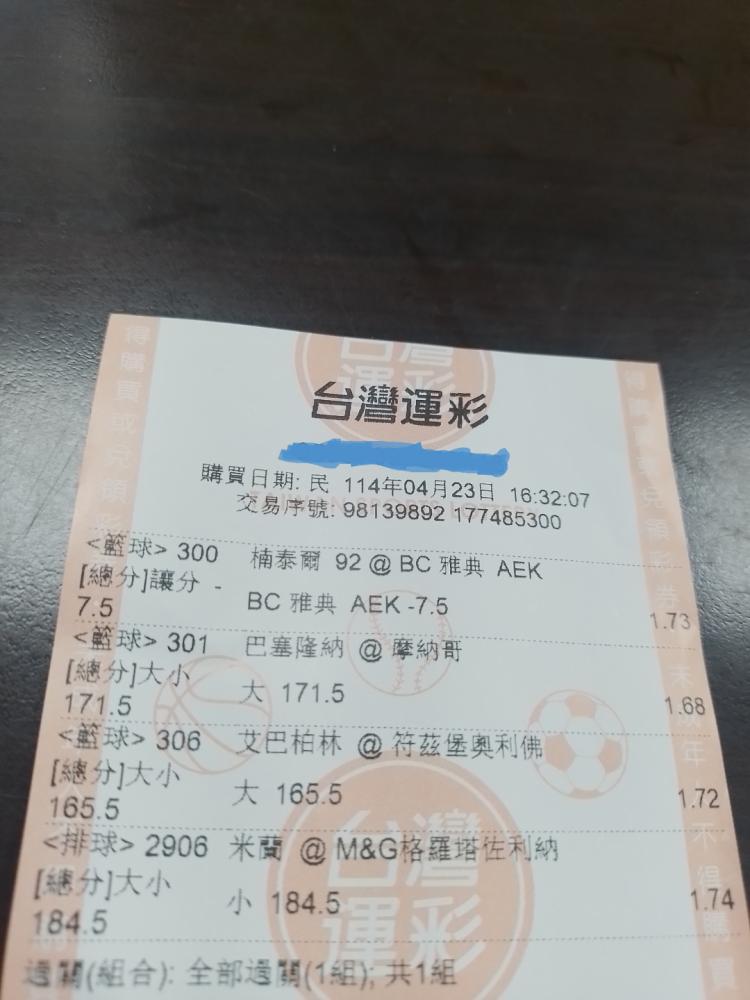 台灣運彩
購買日期: 民 114年04月23日 16:32:07
交易序號: 98139892 177485300
<籃球> 300 楠泰爾 92 @ BC 雅典 AEK
[總分]讓分 -
7.5 BC 雅典 AEK -7.5 1.73
<籃球> 301 巴塞隆納 @ 摩納哥
[總分]大小
171.5 大 171.5 1.68
<籃球> 306 艾巴柏林 @ 符茲堡奧利佛
[總分]大小
165.5 大 165.5 1.72
<排球> 2906 米蘭 @ M&G格羅塔佐利納
[總分]大小
184.5 小 184.5 1.74
過關(組合): 全部過關(1組); 共1組